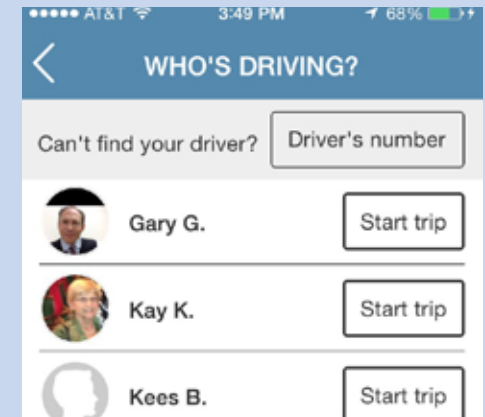 AT&T 3:49 PM 68%
WHO'S DRIVING?
Can't find your driver? Driver's number
Gary G. Start trip
Kay K. Start trip
Kees B. Start trip